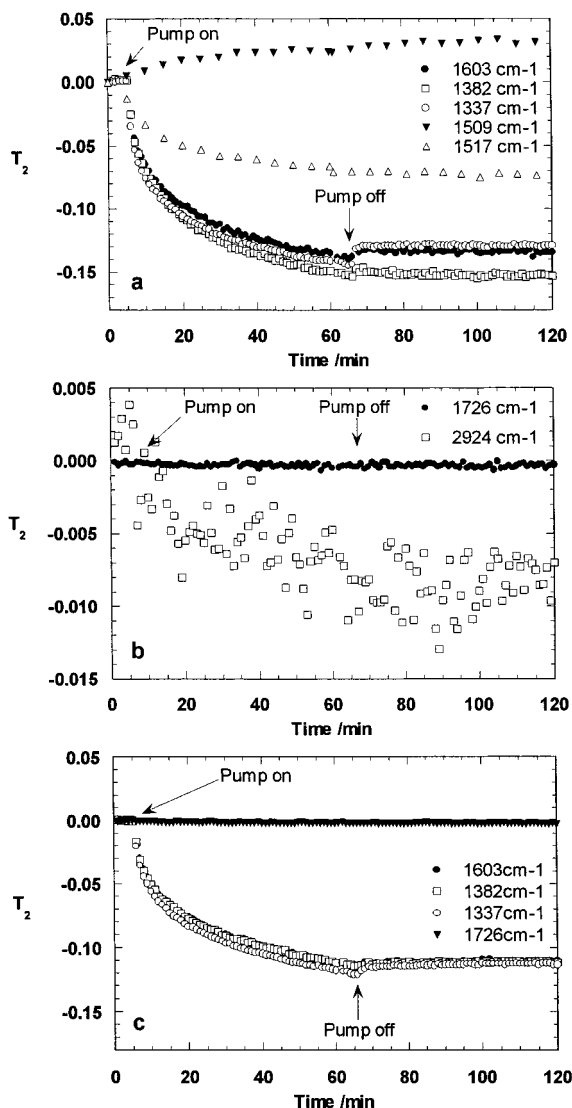 0.05
Pump on
0.00
1603 cm-1
1382 cm-1
1337 cm-1
1509 cm-1
1517 cm-1
-0.05
T2
-0.10
Pump off
-0.15
a
0 20 40 60 80 100 120
Time /min
0.005
Pump on
Pump off
1726 cm-1
2924 cm-1
0.000
T2
-0.005
-0.010
b
-0.015
0 20 40 60 80 100 120
Time /min
0.05
Pump on
0.00
1603cm-1
1382cm-1
1337cm-1
1726cm-1
-0.05
T2
-0.10
-0.15
c
Pump off
0 20 40 60 80 100 120
Time /min